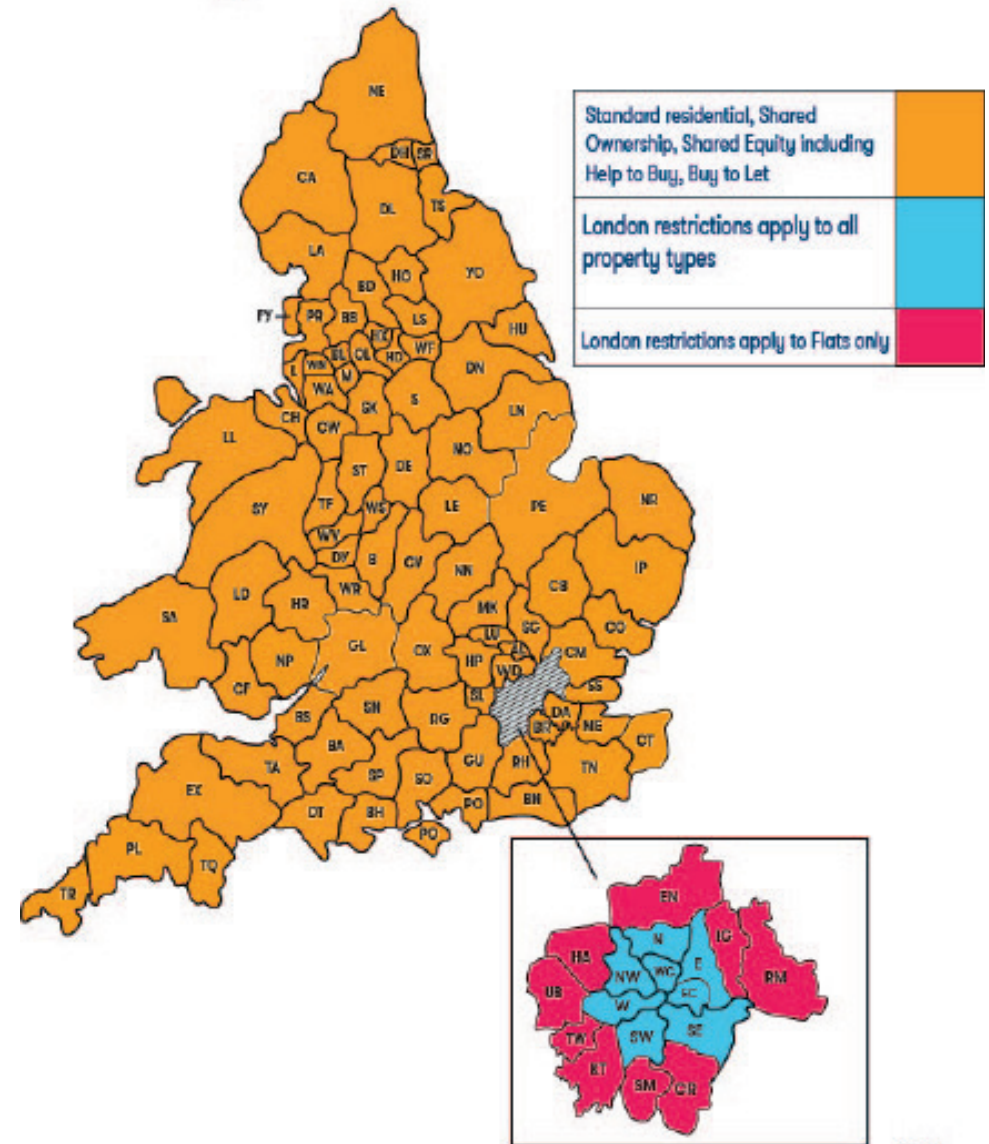 NE
Standard residential, Shared
Ownership, Shared Equity including
Help to Buy, Buy to Let
London restrictions apply to all
property types
London restrictions apply to Flats only
DH SR
CA
DL TS
LA
YO
BD HO
FY PR BB LS
HU
HX
HD WF
L WN BL OL
M
DN
WA
SK S
CH CW
LN
LL
ST DE NO
SY TF WS LE PE NR
WV
DY B CV NN CB IP
LD HR WR
SA
MK SG CO
LU
GL OX AL CM
NP HP WD
CF SL SS
BS SN RG DA
BR ME CT
BA
TA SP GU RH TN
EX SO
DT BH PO BN
PL PO
TQ
TR
EN
N IG
HA E
NW WC RM
UB EC
W
SW SE
TW
KT
SM CR